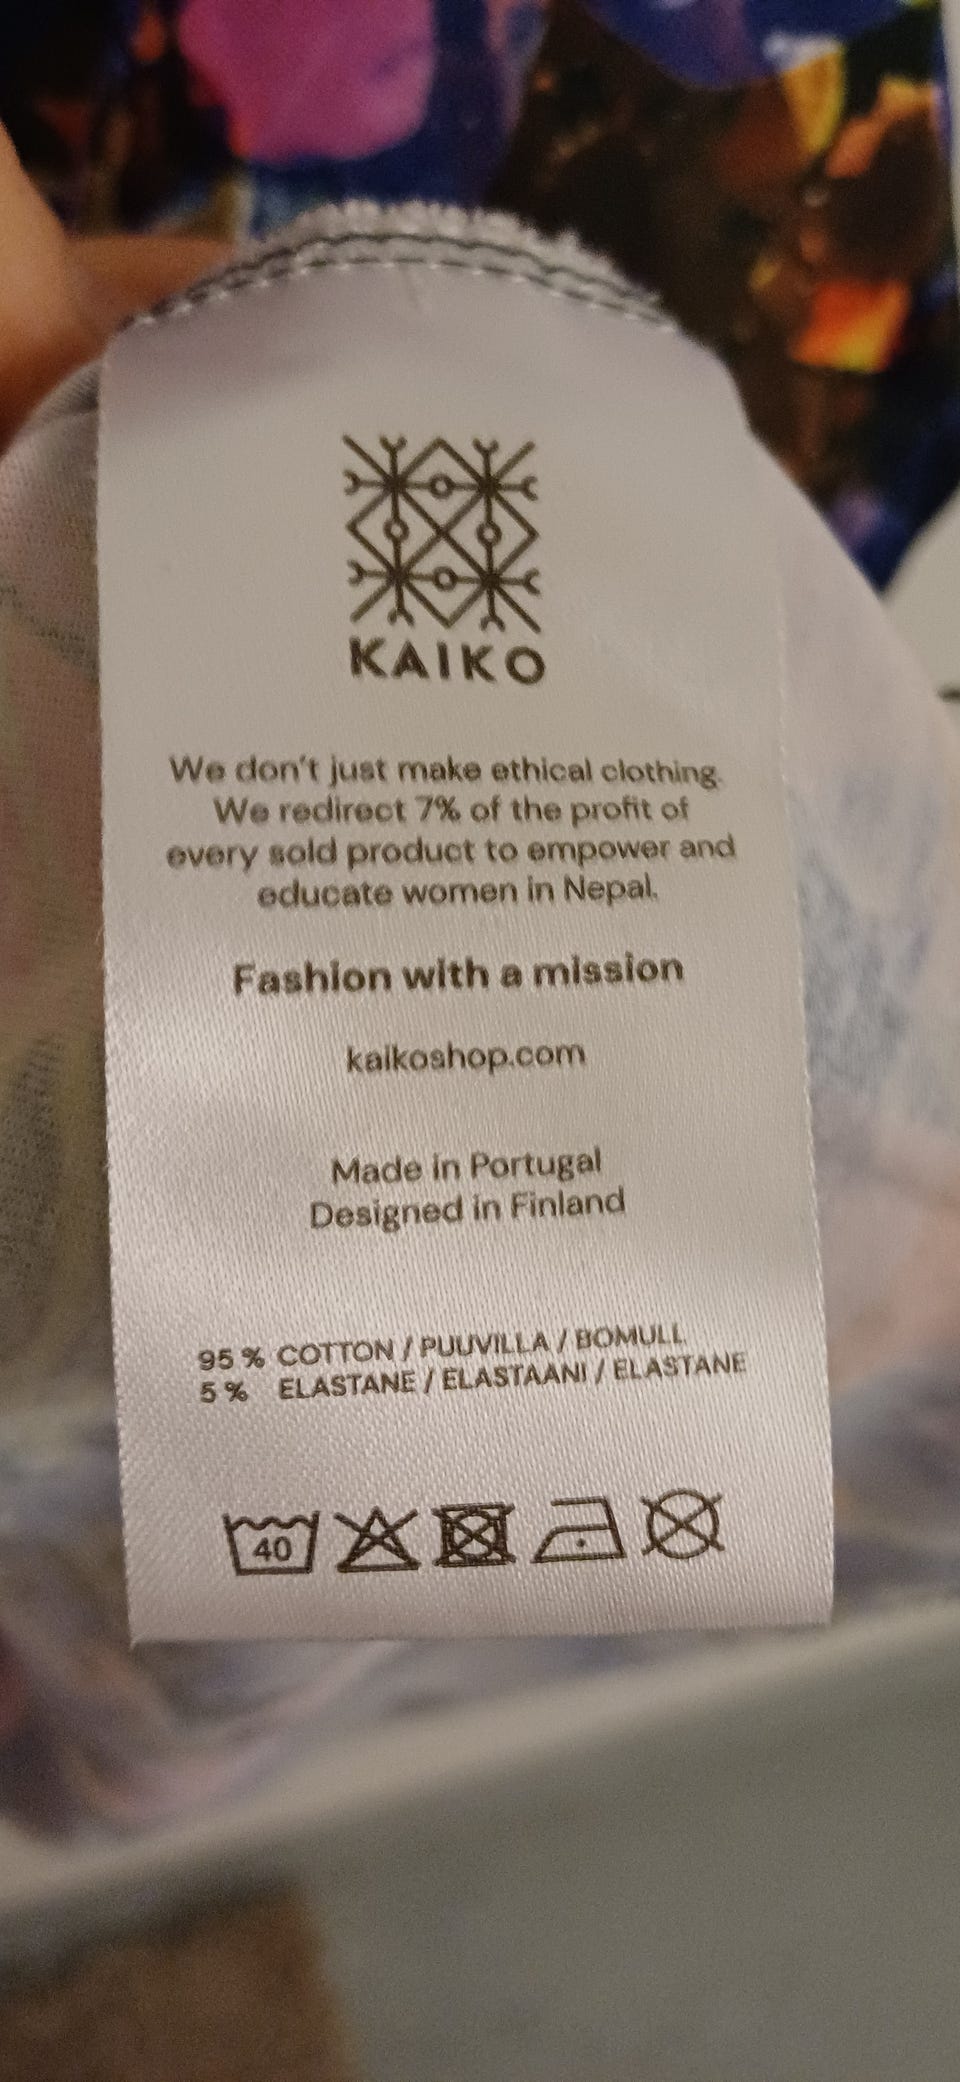 KAIKO
We don't just make ethical clothing.
We redirect 7% of the profit of
every sold product to empower and
educate women in Nepal.
Fashion with a mission
kaikoshop.com
Made in Portugal
Designed in Finland
95 % COTTON / PUUVILLA / BOMULL
5 % ELASTANE / ELASTAANI / ELASTANE
40